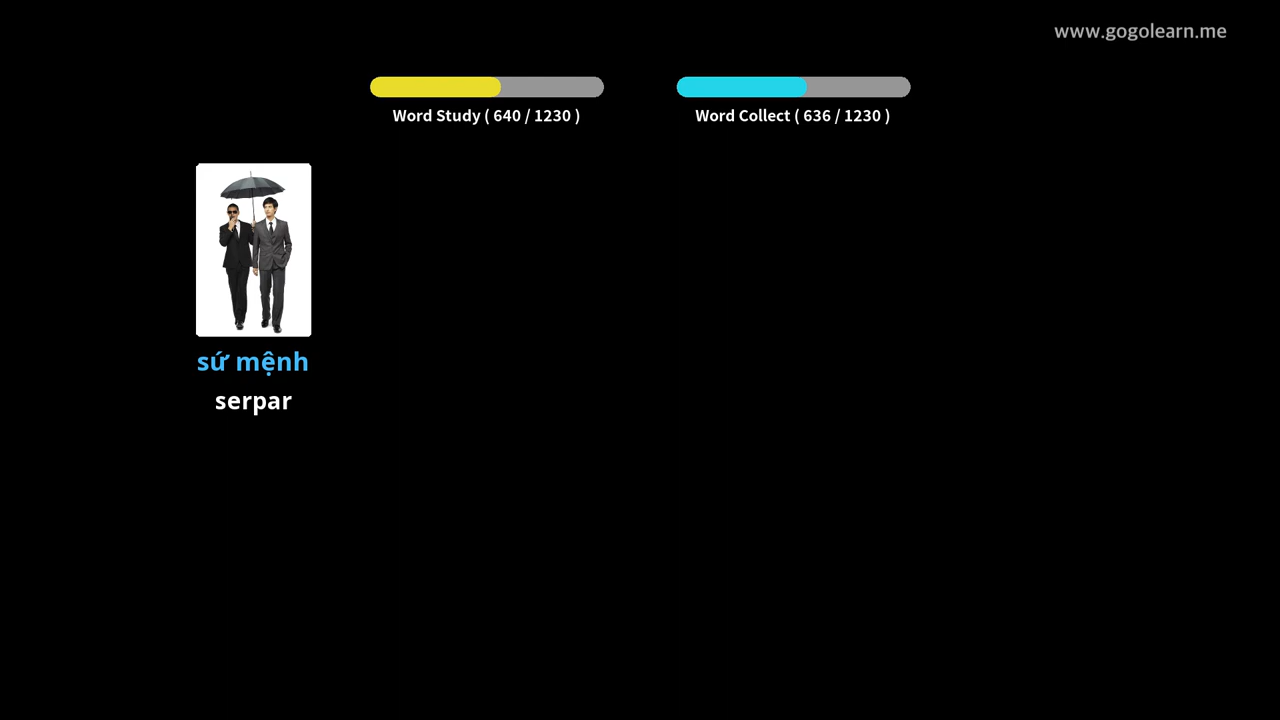 www.gogolearn.me
Word Study ( 640 / 1230 )
Word Collect ( 636 / 1230 )
sứ mệnh
serpar